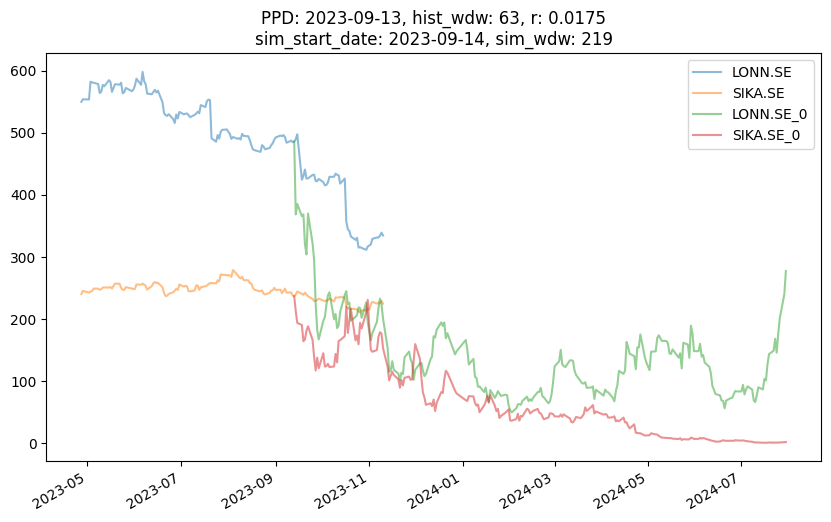 PPD: 2023-09-13, hist_wdw: 63, r: 0.0175
sim_start_date: 2023-09-14, sim_wdw: 219
LONN.SE
SIKA.SE
LONN.SE_0
SIKA.SE_0
600
500
400
300
200
100
0
2023-05
2023-07
2023-09
2023-11
2024-01
2024-03
2024-05
2024-07